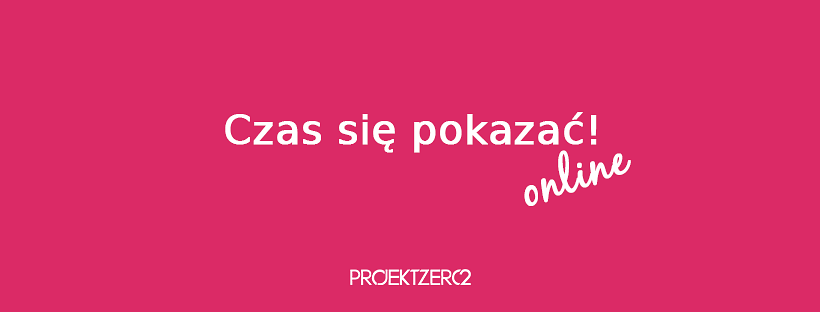 Czas się pokazać!
online
PROJEKTZERO2